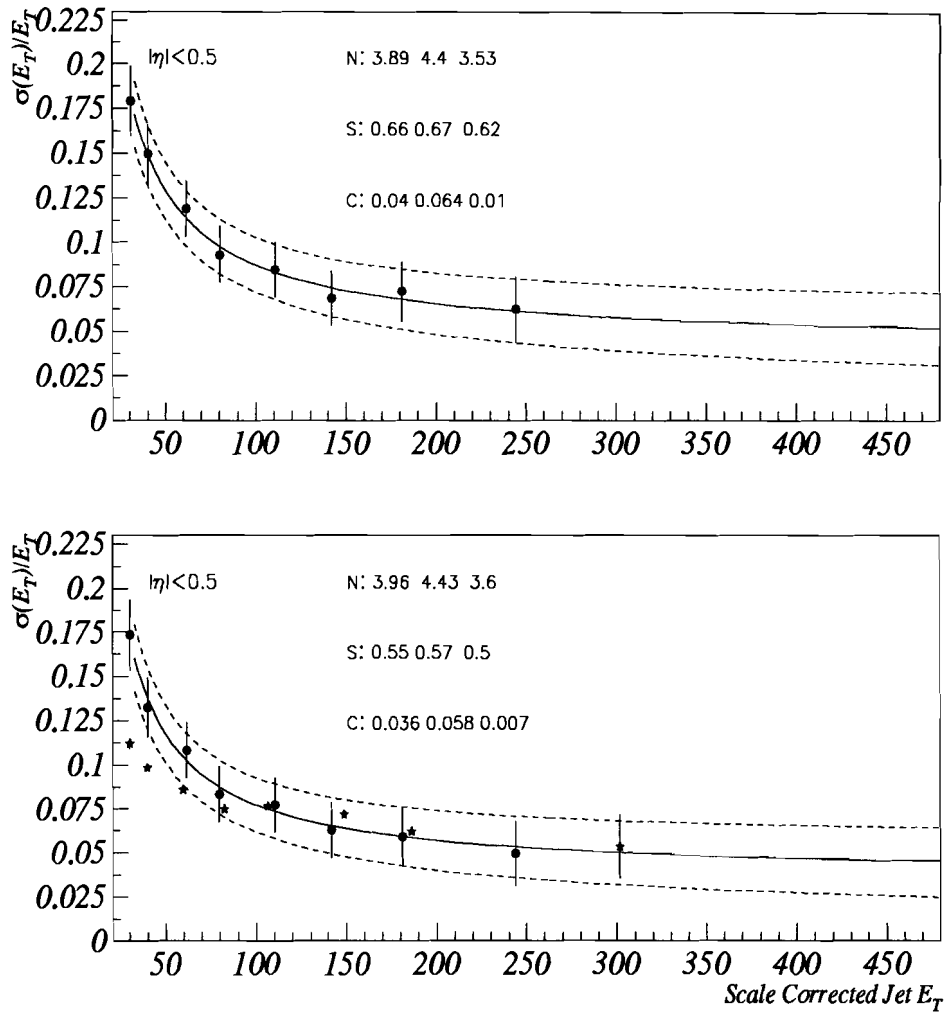 σ(E_T)/E_T
0.225
0.2
0.175
0.15
0.125
0.1
0.075
0.05
0.025
0
|η|<0.5
N: 3.89 4.4 3.53
S: 0.66 0.67 0.62
C: 0.04 0.064 0.01
50 100 150 200 250 300 350 400 450
σ(E_T)/E_T
0.225
0.2
0.175
0.15
0.125
0.1
0.075
0.05
0.025
0
|η|<0.5
N: 3.96 4.43 3.6
S: 0.55 0.57 0.5
C: 0.036 0.058 0.007
50 100 150 200 250 300 350 400 450
Scale Corrected Jet E_T